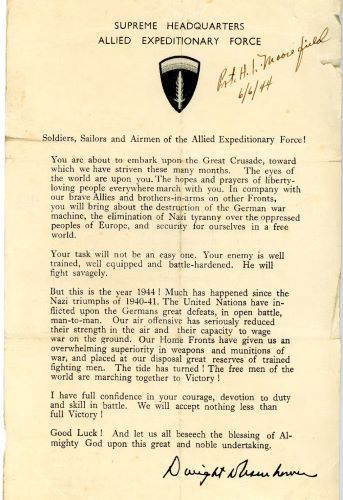 SUPREME HEADQUARTERS
ALLIED EXPEDITIONARY FORCE
Pvt. H. I. Moorefield
6/6/44
Soldiers, Sailors and Airmen of the Allied Expeditionary Force!
You are about to embark upon the Great Crusade, toward
which we have striven these many months. The eyes of
the world are upon you. The hopes and prayers of liberty-
loving people everywhere march with you. In company with
our brave Allies and brothers-in-arms on other Fronts,
you will bring about the destruction of the German war
machine, the elimination of Nazi tyranny over the oppressed
peoples of Europe, and security for ourselves in a free
world.
Your task will not be an easy one. Your enemy is well
trained, well equipped and battle-hardened. He will
fight savagely.
But this is the year 1944! Much has happened since the
Nazi triumphs of 1940-41. The United Nations have in-
flicted upon the Germans great defeats, in open battle,
man-to-man. Our air offensive has seriously reduced
their strength in the air and their capacity to wage
war on the ground. Our Home Fronts have given us an
overwhelming superiority in weapons and munitions of
war, and placed at our disposal great reserves of trained
fighting men. The tide has turned! The free men of the
world are marching together to Victory!
I have full confidence in your courage, devotion to duty
and skill in battle. We will accept nothing less than
full Victory!
Good Luck! And let us all beseech the blessing of Al-
mighty God upon this great and noble undertaking.
Dwight D Eisenhower